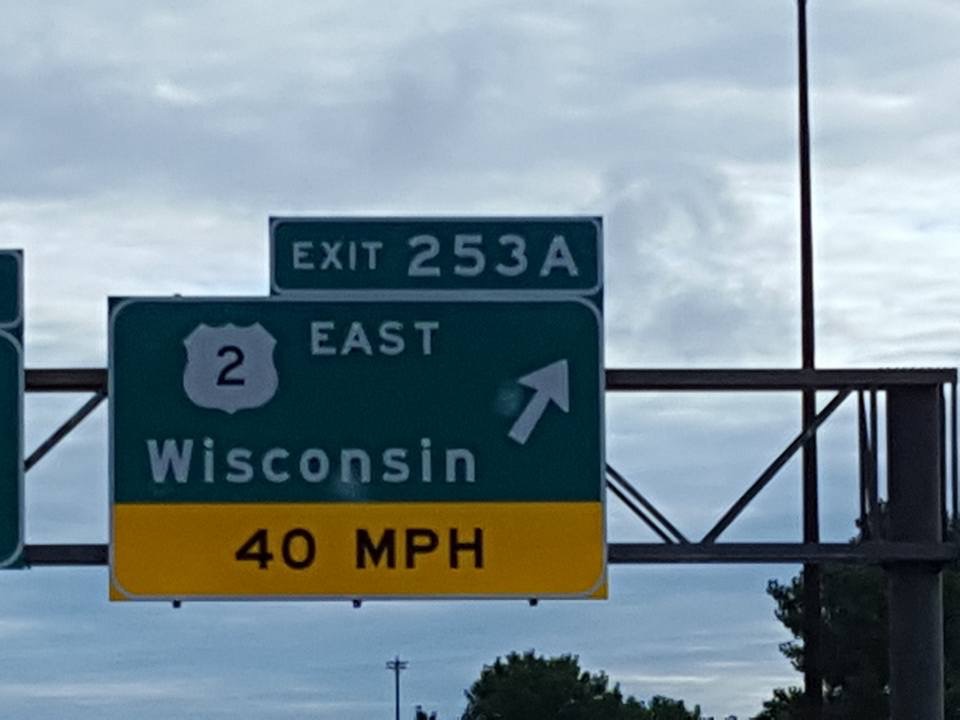 EXIT 253A
2 EAST
Wisconsin
40 MPH